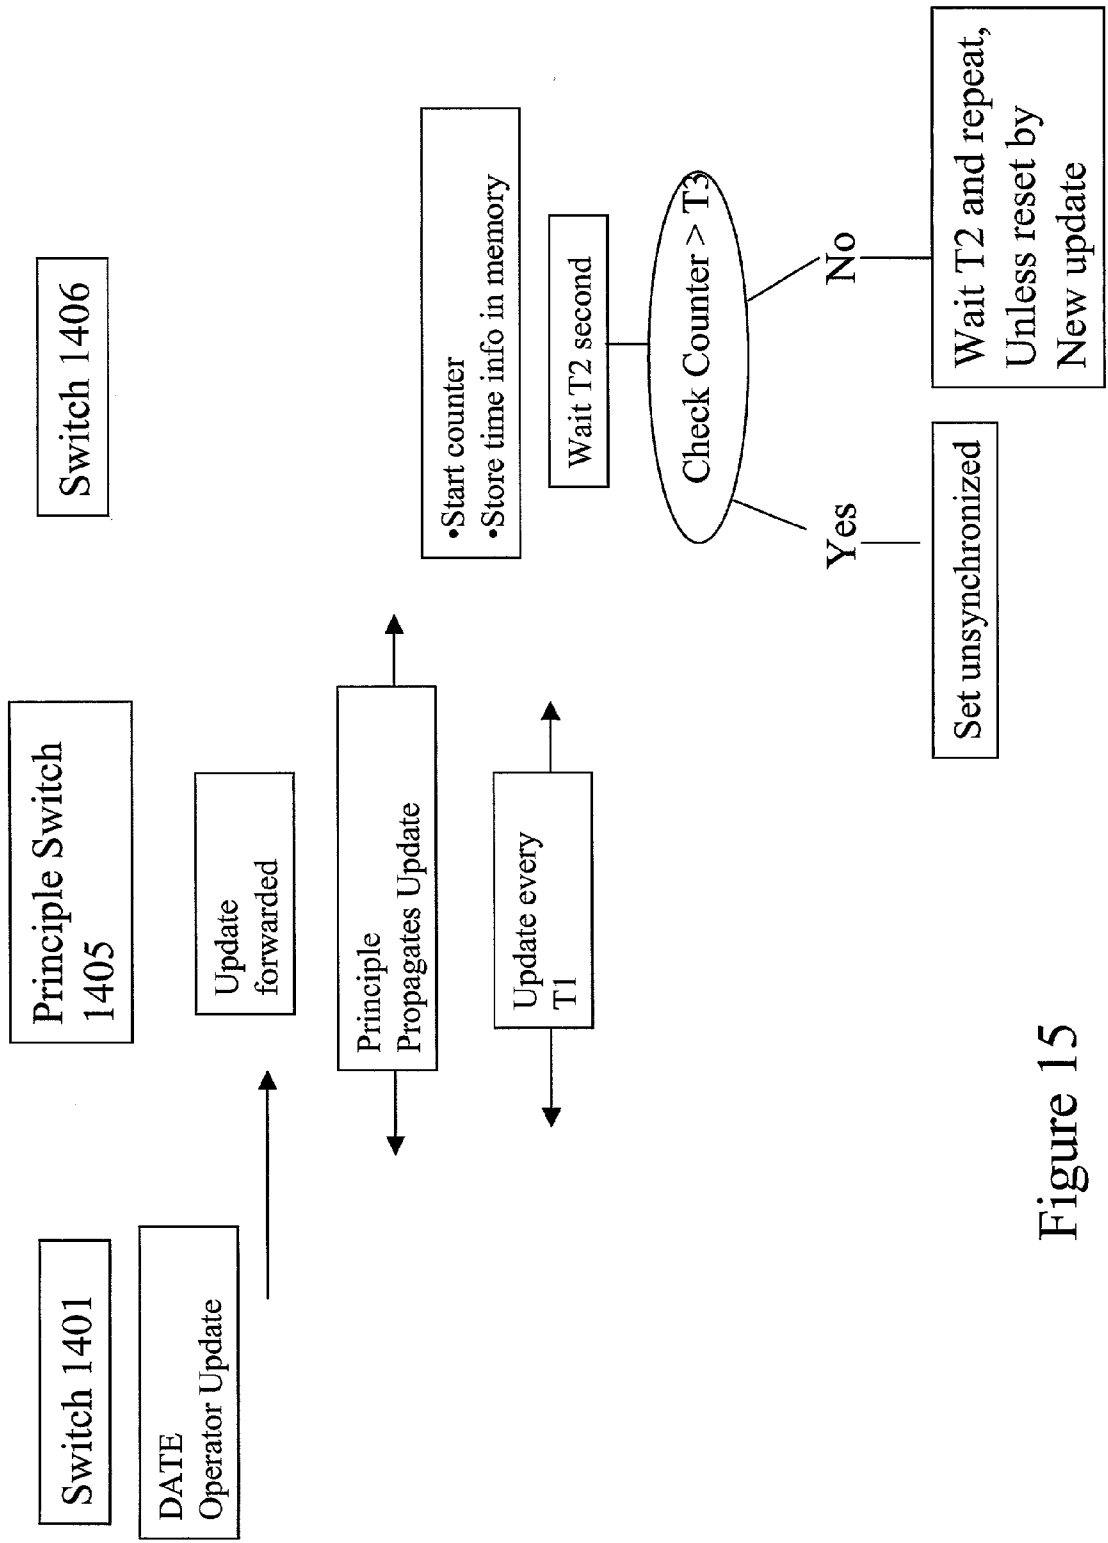 Switch 1401
Principle Switch
1405
Switch 1406
DATE
Operator Update
Update
forwarded
Principle
Propagates Update
•Start counter
•Store time info in memory
Update every
T1
Wait T2 second
Check Counter > T3
Yes
No
Set unsynchronized
Wait T2 and repeat,
Unless reset by
New update
Figure 15